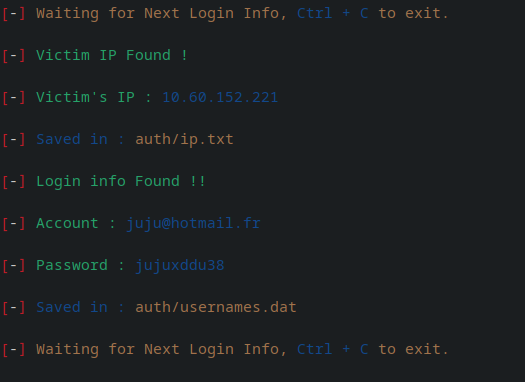 [-] Waiting for Next Login Info, Ctrl + C to exit.
[-] Victim IP Found !
[-] Victim's IP : 10.60.152.221
[-] Saved in : auth/ip.txt
[-] Login info Found !!
[-] Account : juju@hotmail.fr
[-] Password : jujuxddu38
[-] Saved in : auth/usernames.dat
[-] Waiting for Next Login Info, Ctrl + C to exit.